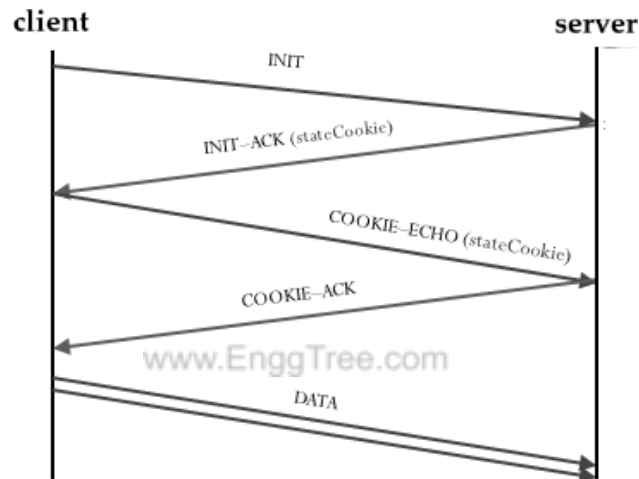 client
server
INIT
INIT–ACK (stateCookie)
COOKIE–ECHO (stateCookie)
COOKIE–ACK
www.EnggTree.com
DATA